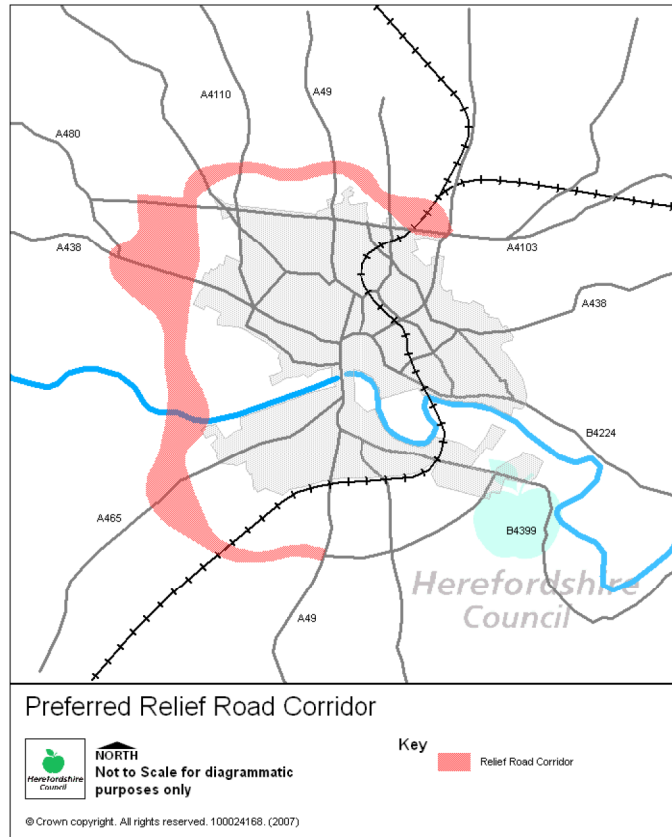 A4110
A49
A480
A438
A4103
A438
B4224
A465
B4399
Herefordshire
Council
A49
Preferred Relief Road Corridor
Herefordshire
Council
NORTH
Not to Scale for diagrammatic
purposes only
Key
Relief Road Corridor
© Crown copyright. All rights reserved. 100024168. (2007)